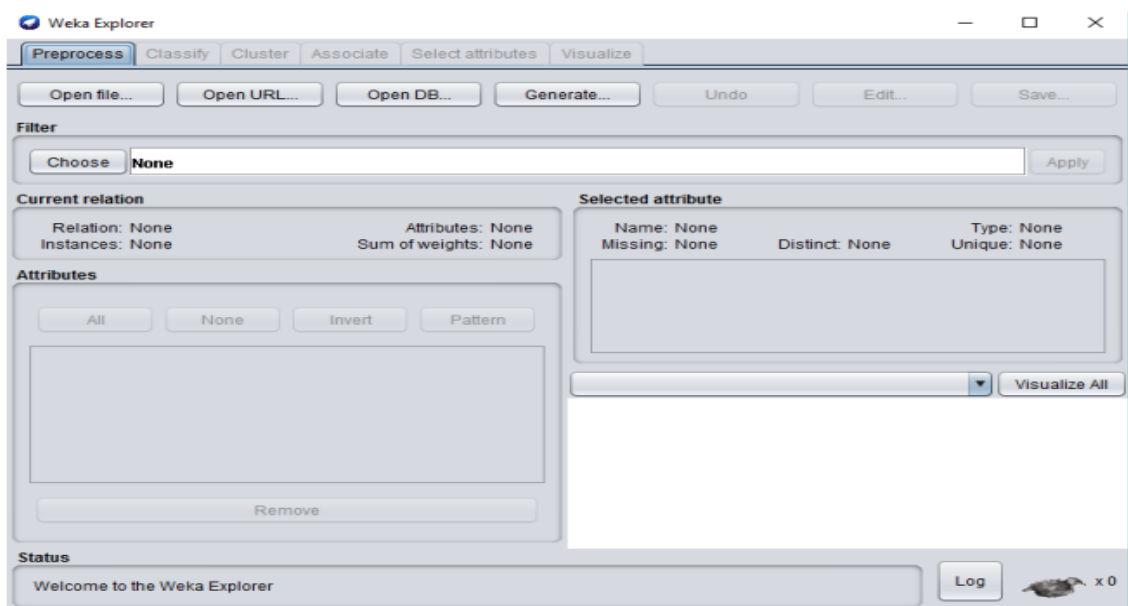 Weka Explorer
Preprocess Classify Cluster Associate Select attributes Visualize
Open file... Open URL... Open DB... Generate... Undo Edit... Save...
Filter
Choose None Apply
Current relation
Relation: None Attributes: None
Instances: None Sum of weights: None
Selected attribute
Name: None Type: None
Missing: None Distinct: None Unique: None
Attributes
All None Invert Pattern
Remove
Visualize All
Status
Welcome to the Weka Explorer
Log x 0